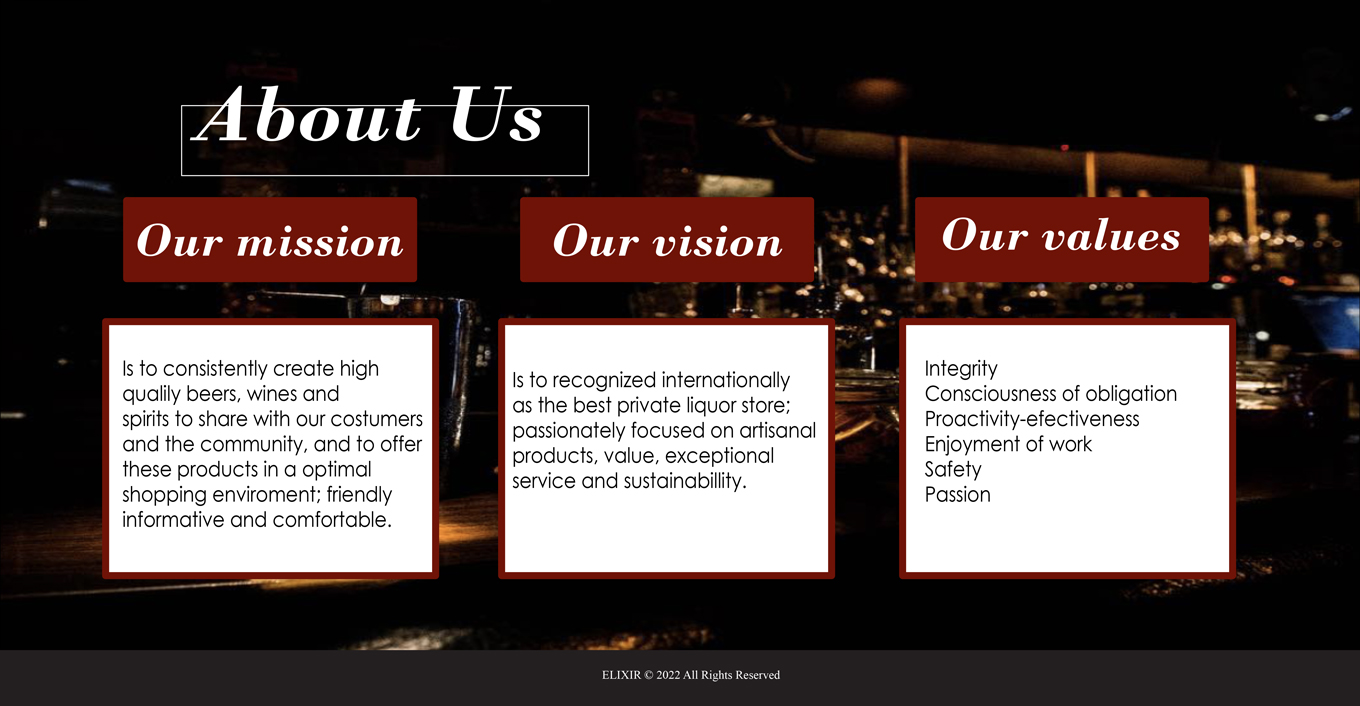 About Us
Our mission
Is to consistently create high
qualily beers, wines and
spirits to share with our costumers
and the community, and to offer
these products in a optimal
shopping enviroment; friendly
informative and comfortable.
Our vision
Is to recognized internationally
as the best private liquor store;
passionately focused on artisanal
products, value, exceptional
service and sustainabillity.
Our values
Integrity
Consciousness of obligation
Proactivity-efectiveness
Enjoyment of work
Safety
Passion
ELIXIR © 2022 All Rights Reserved